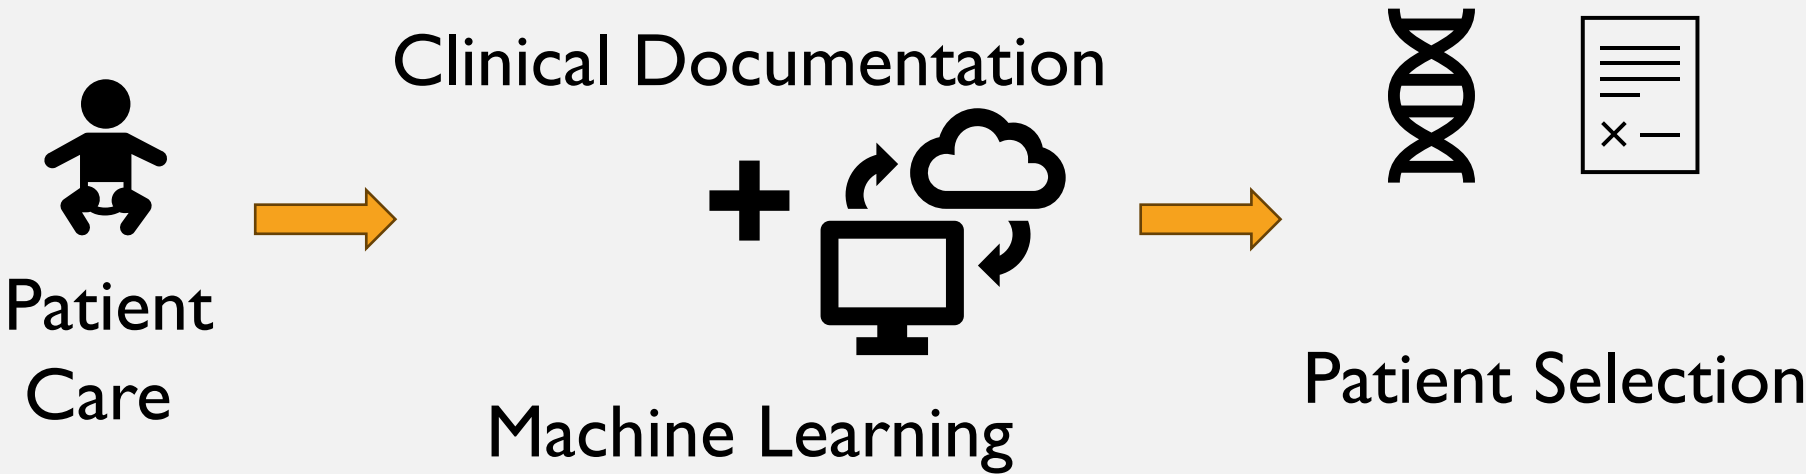 Patient
Care
Clinical Documentation
Machine Learning
Patient Selection